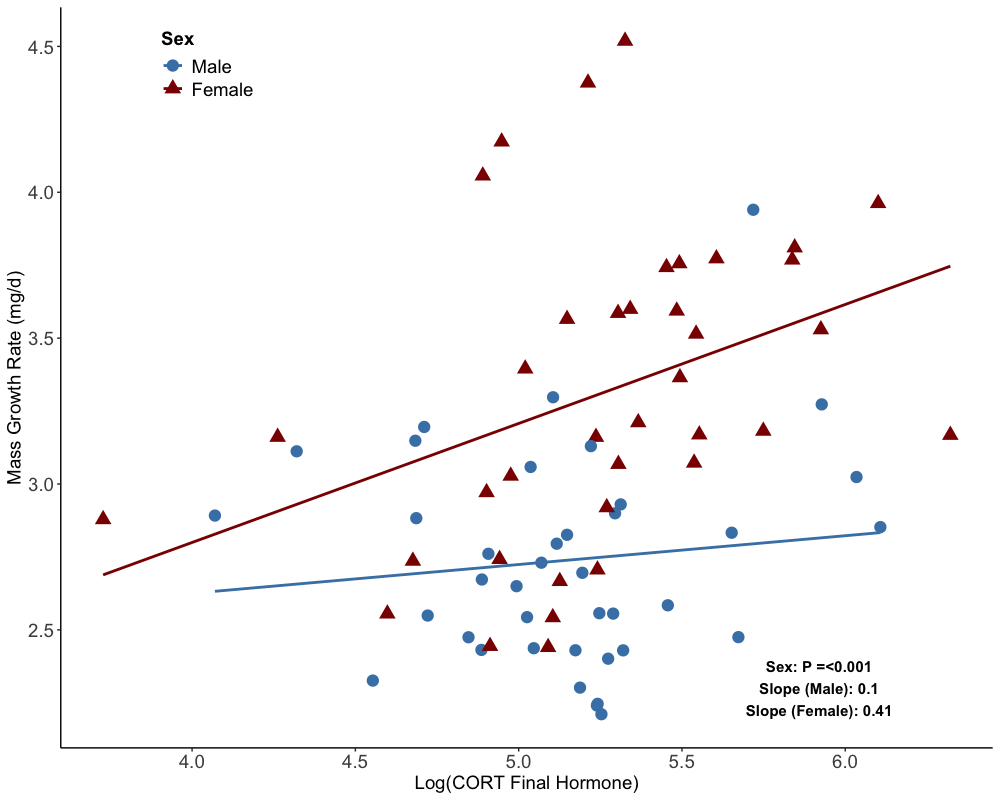 Sex
Male
Female
4.5
4.0
3.5
3.0
2.5
Mass Growth Rate (mg/d)
Sex: P =<0.001
Slope (Male): 0.1
Slope (Female): 0.41
4.0 4.5 5.0 5.5 6.0
Log(CORT Final Hormone)